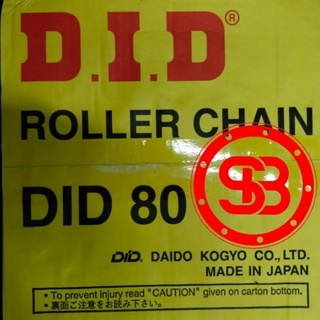 D.I.D®
ROLLER CHAIN
DID 80
SB
DID. DAIDO KOGYO CO.,LTD.
MADE IN JAPAN
• To prevent injury read "CAUTION" given on carton bottom.
• 裏面ご注意をお読み下さい。